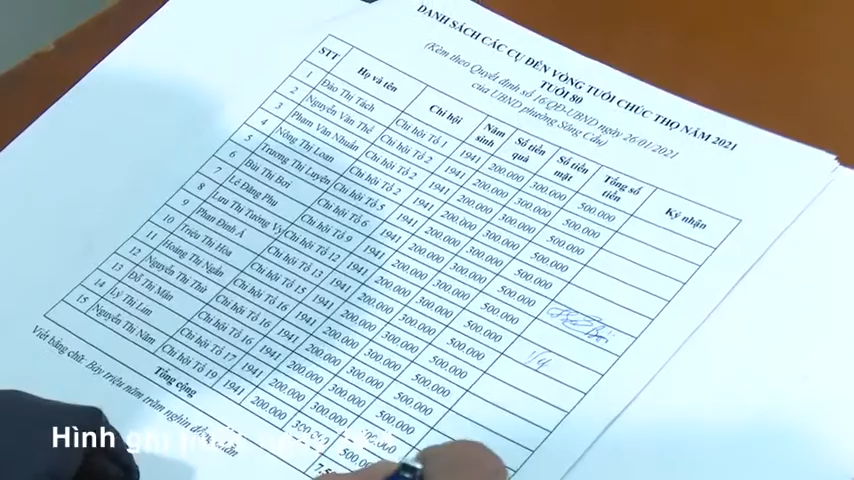 DANH SÁCH CÁC CỤ ĐẾN VÒNG TUỔI CHÚC THỌ NĂM 2021
TUỔI 80
(Kèm theo Quyết định số 16/QĐ-UBND ngày 26/01/2021
của UBND phường Sông Cầu)
STT Họ và tên Chi hội Năm sinh Số tiền quà Số tiền mặt Tổng số tiền Ký nhận
1 Đào Thị Tách Chi hội Tổ 1 1941 200.000 300.000 500.000
2 Nguyễn Văn Thể Chi hội Tổ 2 1941 200.000 300.000 500.000
3 Phạm Văn Nhuần Chi hội Tổ 2 1941 200.000 300.000 500.000
4 Nông Thị Loan Chi hội Tổ 2 1941 200.000 300.000 500.000
5 Trương Thị Luyện Chi hội Tổ 5 1941 200.000 300.000 500.000
6 Bùi Thị Bơi Chi hội Tổ 6 1941 200.000 300.000 500.000
7 Lê Đăng Phu Chi hội Tổ 9 1941 200.000 300.000 500.000
8 Lưu Thị Tường Vy Chi hội Tổ 12 1941 200.000 300.000 500.000
9 Phan Đình Á Chi hội Tổ 13 1941 200.000 300.000 500.000
10 Triệu Thị Hòa Chi hội Tổ 15 1941 200.000 300.000 500.000
11 Hoàng Thị Ngân Chi hội Tổ 16 1941 200.000 300.000 500.000
12 Nguyễn Thị Thử Chi hội Tổ 16 1941 200.000 300.000 500.000
13 Đỗ Thị Mận Chi hội Tổ 16 1941 200.000 300.000 500.000
14 Lý Thị Lim Chi hội Tổ 17 1941 200.000 300.000 500.000
15 Nguyễn Thị Năm Chi hội Tổ 19 1941 200.000 300.000
Tổng cộng
Viết bằng chữ: Bảy triệu năm trăm nghìn đồng
Hình ghi